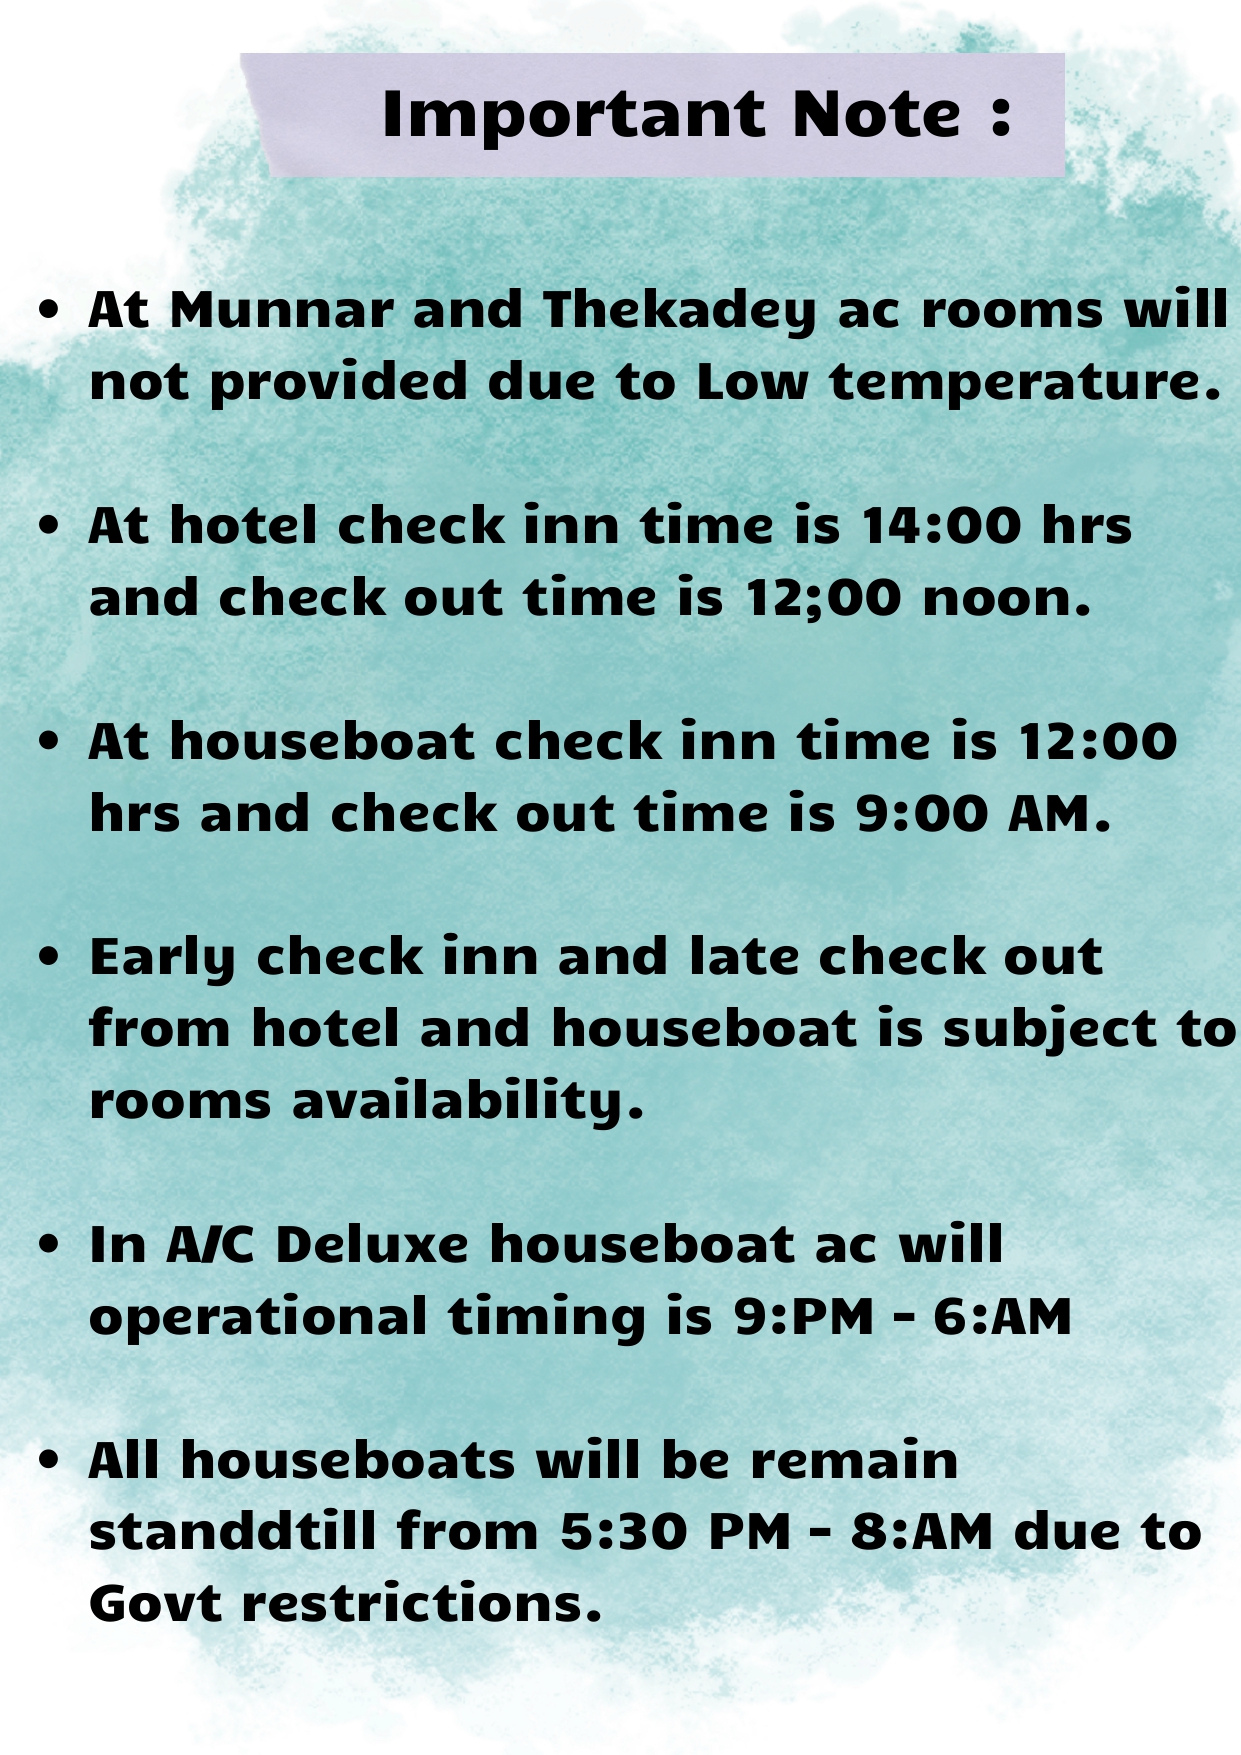 Important Note :
• At Munnar and Thekadey ac rooms will
not provided due to Low temperature.
• At hotel check inn time is 14:00 hrs
and check out time is 12;00 noon.
• At houseboat check inn time is 12:00
hrs and check out time is 9:00 AM.
• Early check inn and late check out
from hotel and houseboat is subject to
rooms availability.
• In A/C Deluxe houseboat ac will
operational timing is 9:PM - 6:AM
• All houseboats will be remain
standdtill from 5:30 PM - 8:AM due to
Govt restrictions.